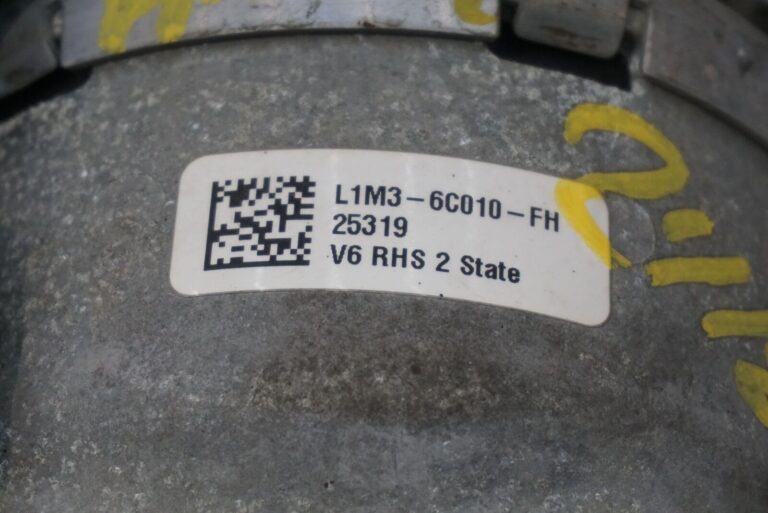 L1M3-6C010-FH
25319
V6 RHS 2 State